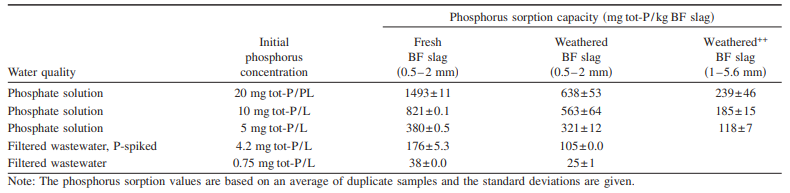 Phosphorus sorption capacity (mg tot-P/kg BF slag)
Initial Fresh Weathered Weathered++
phosphorus BF slag BF slag BF slag
Water quality concentration (0.5–2 mm) (0.5–2 mm) (1–5.6 mm)
Phosphate solution 20 mg tot-P/PL 1493±11 638±53 239±46
Phosphate solution 10 mg tot-P/L 821±0.1 563±64 185±15
Phosphate solution 5 mg tot-P/L 380±0.5 321±12 118±7
Filtered wastewater, P-spiked 4.2 mg tot-P/L 176±5.3 105±0.0
Filtered wastewater 0.75 mg tot-P/L 38±0.0 25±1
Note: The phosphorus sorption values are based on an average of duplicate samples and the standard deviations are given.